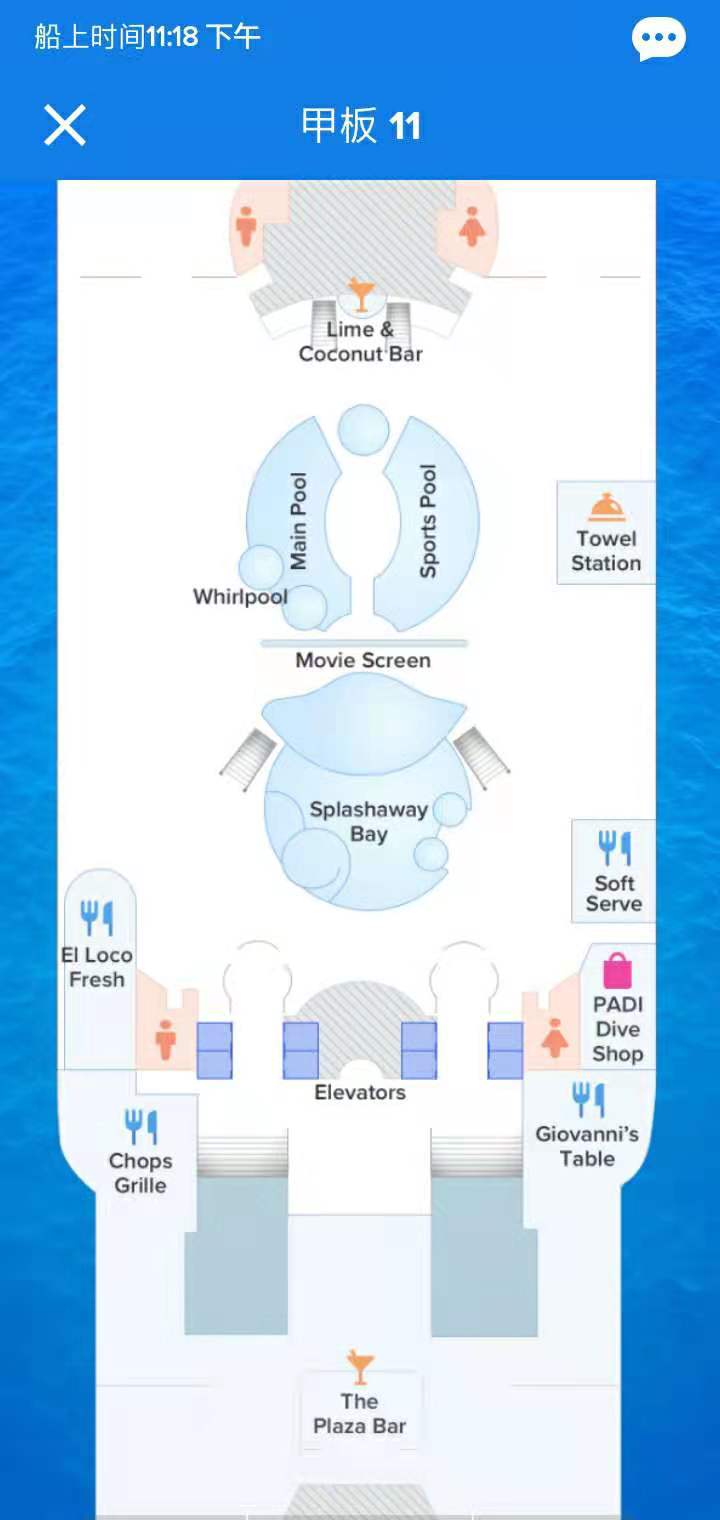 船上时间11:18 下午
甲板 11
Lime &
Coconut Bar
Main Pool
Sports Pool
Towel
Station
Whirlpool
Movie Screen
Splashaway
Bay
Soft
Serve
El Loco
Fresh
PADI
Dive
Shop
Elevators
Chops
Grille
Giovanni's
Table
The
Plaza Bar